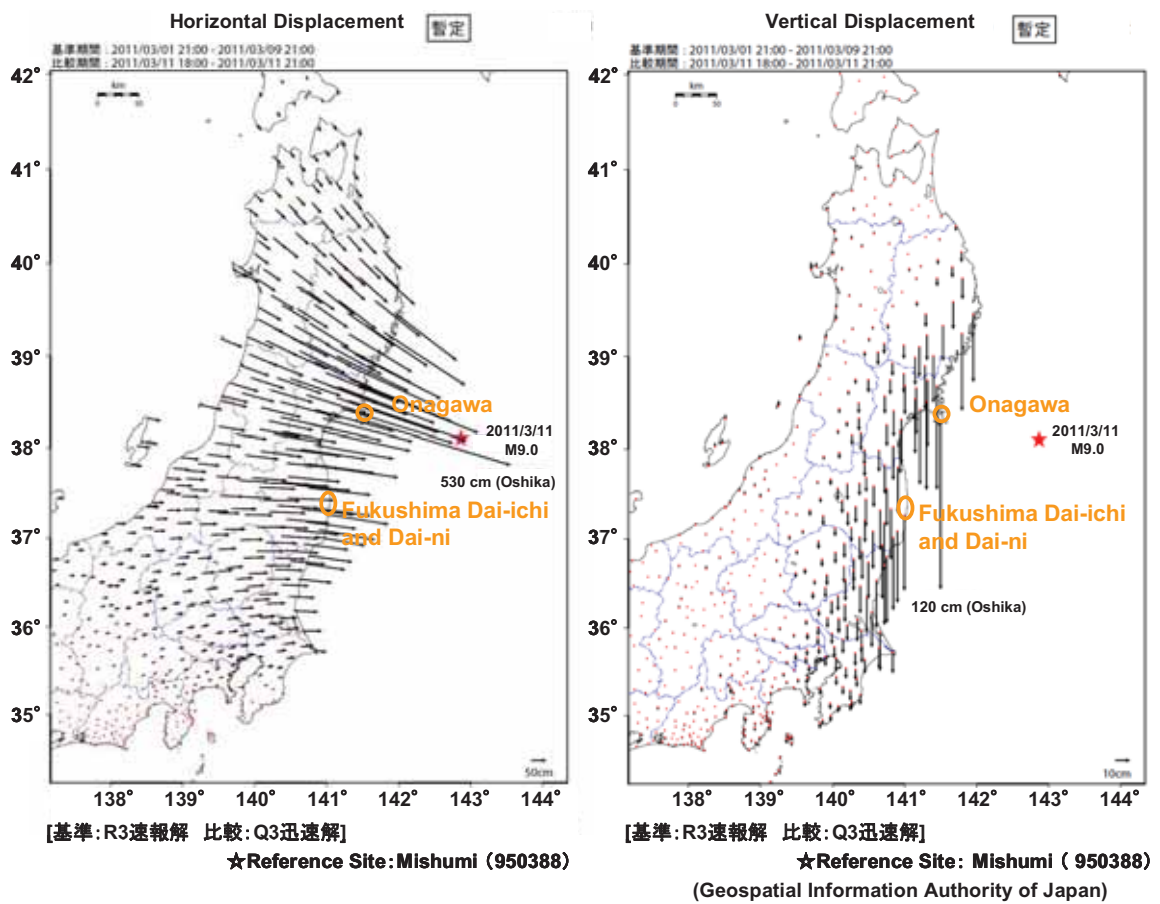 Horizontal Displacement
暫定
基準期間 : 2011/03/01 21:00 - 2011/03/09 21:00
比較期間 : 2011/03/11 18:00 - 2011/03/11 21:00
42°
41°
40°
39°
38°
37°
36°
35°
km
0 50
Onagawa
2011/3/11
M9.0
530 cm (Oshika)
Fukushima Dai-ichi
and Dai-ni
50cm
138° 139° 140° 141° 142° 143° 144°
[基準:R3速報解 比較:Q3迅速解]
☆Reference Site:Mishumi (950388)
Vertical Displacement
暫定
基準期間 : 2011/03/01 21:00 - 2011/03/09 21:00
比較期間 : 2011/03/11 18:00 - 2011/03/11 21:00
42°
41°
40°
39°
38°
37°
36°
35°
km
0 50
Onagawa
2011/3/11
M9.0
Fukushima Dai-ichi
and Dai-ni
120 cm (Oshika)
10cm
138° 139° 140° 141° 142° 143° 144°
[基準:R3速報解 比較:Q3迅速解]
☆Reference Site: Mishumi ( 950388)
(Geospatial Information Authority of Japan)